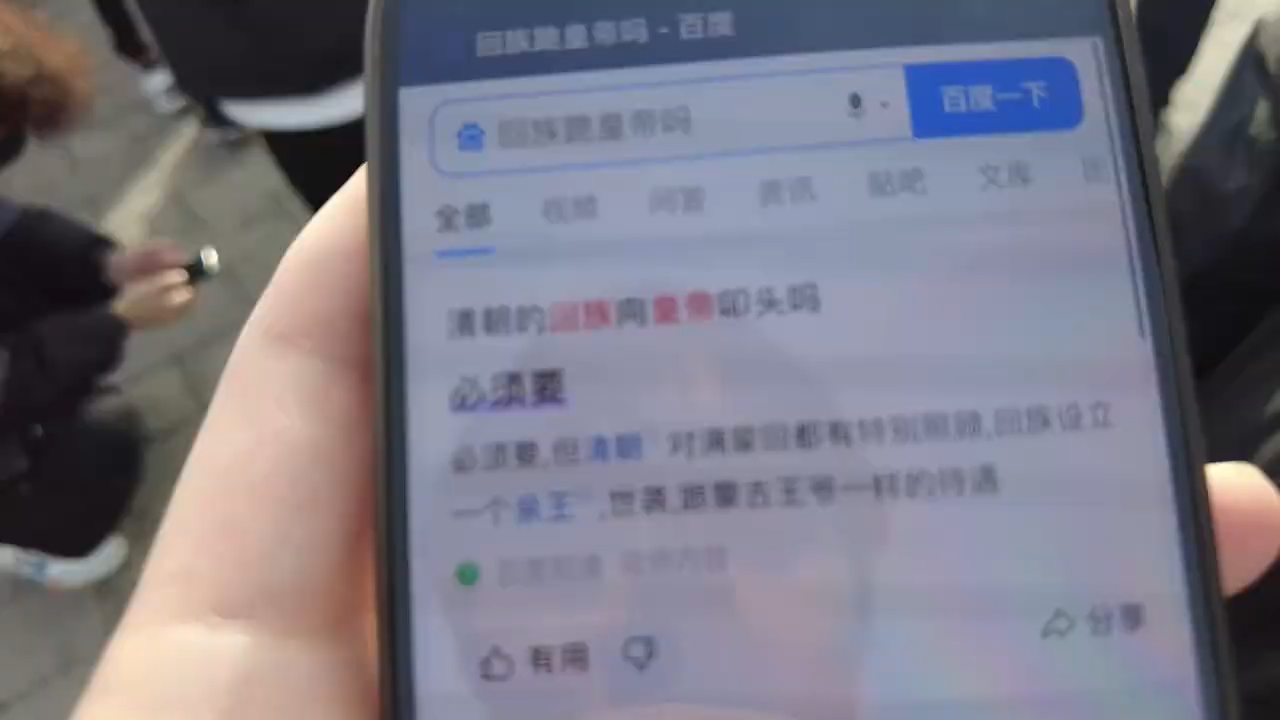 回族跪皇帝吗 - 百度
回族跪皇帝吗
百度一下
全部 视频 问答 资讯 贴吧 文库 图
清朝的回族向皇帝叩头吗
必须要
必须要,但清朝 对满蒙回都有特别照顾,回族设立
一个亲王 ,世袭,跟蒙古王爷一样的待遇
有用
分享